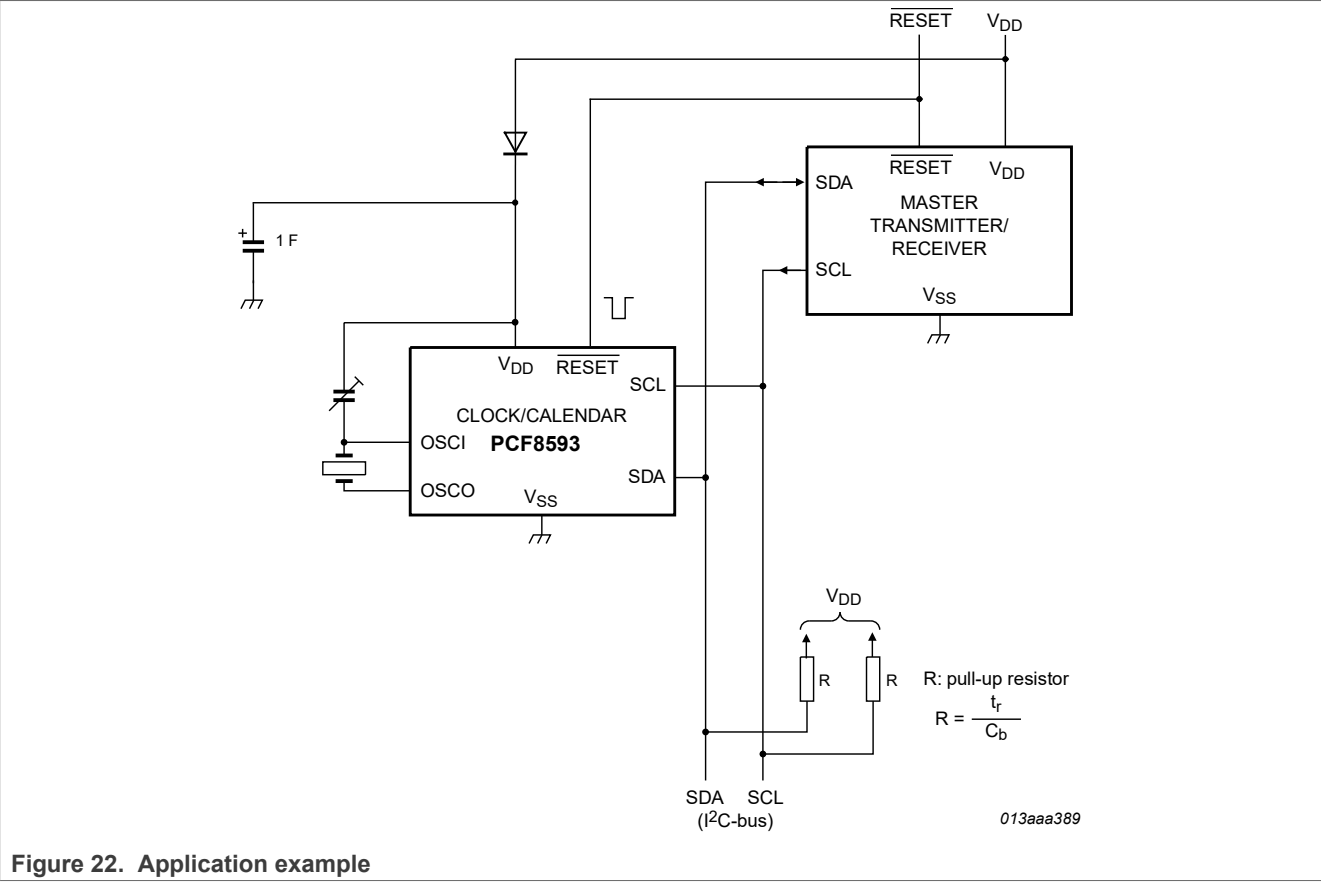 RESET VDD
RESET VDD
SDA
MASTER
TRANSMITTER/
RECEIVER
SCL
VSS
+
1 F
VDD RESET
SCL
CLOCK/CALENDAR
OSCI PCF8593
SDA
OSCO
VSS
VDD
R R
R: pull-up resistor
R = tr
Cb
SDA SCL
(I2C-bus)
013aaa389
Figure 22. Application example